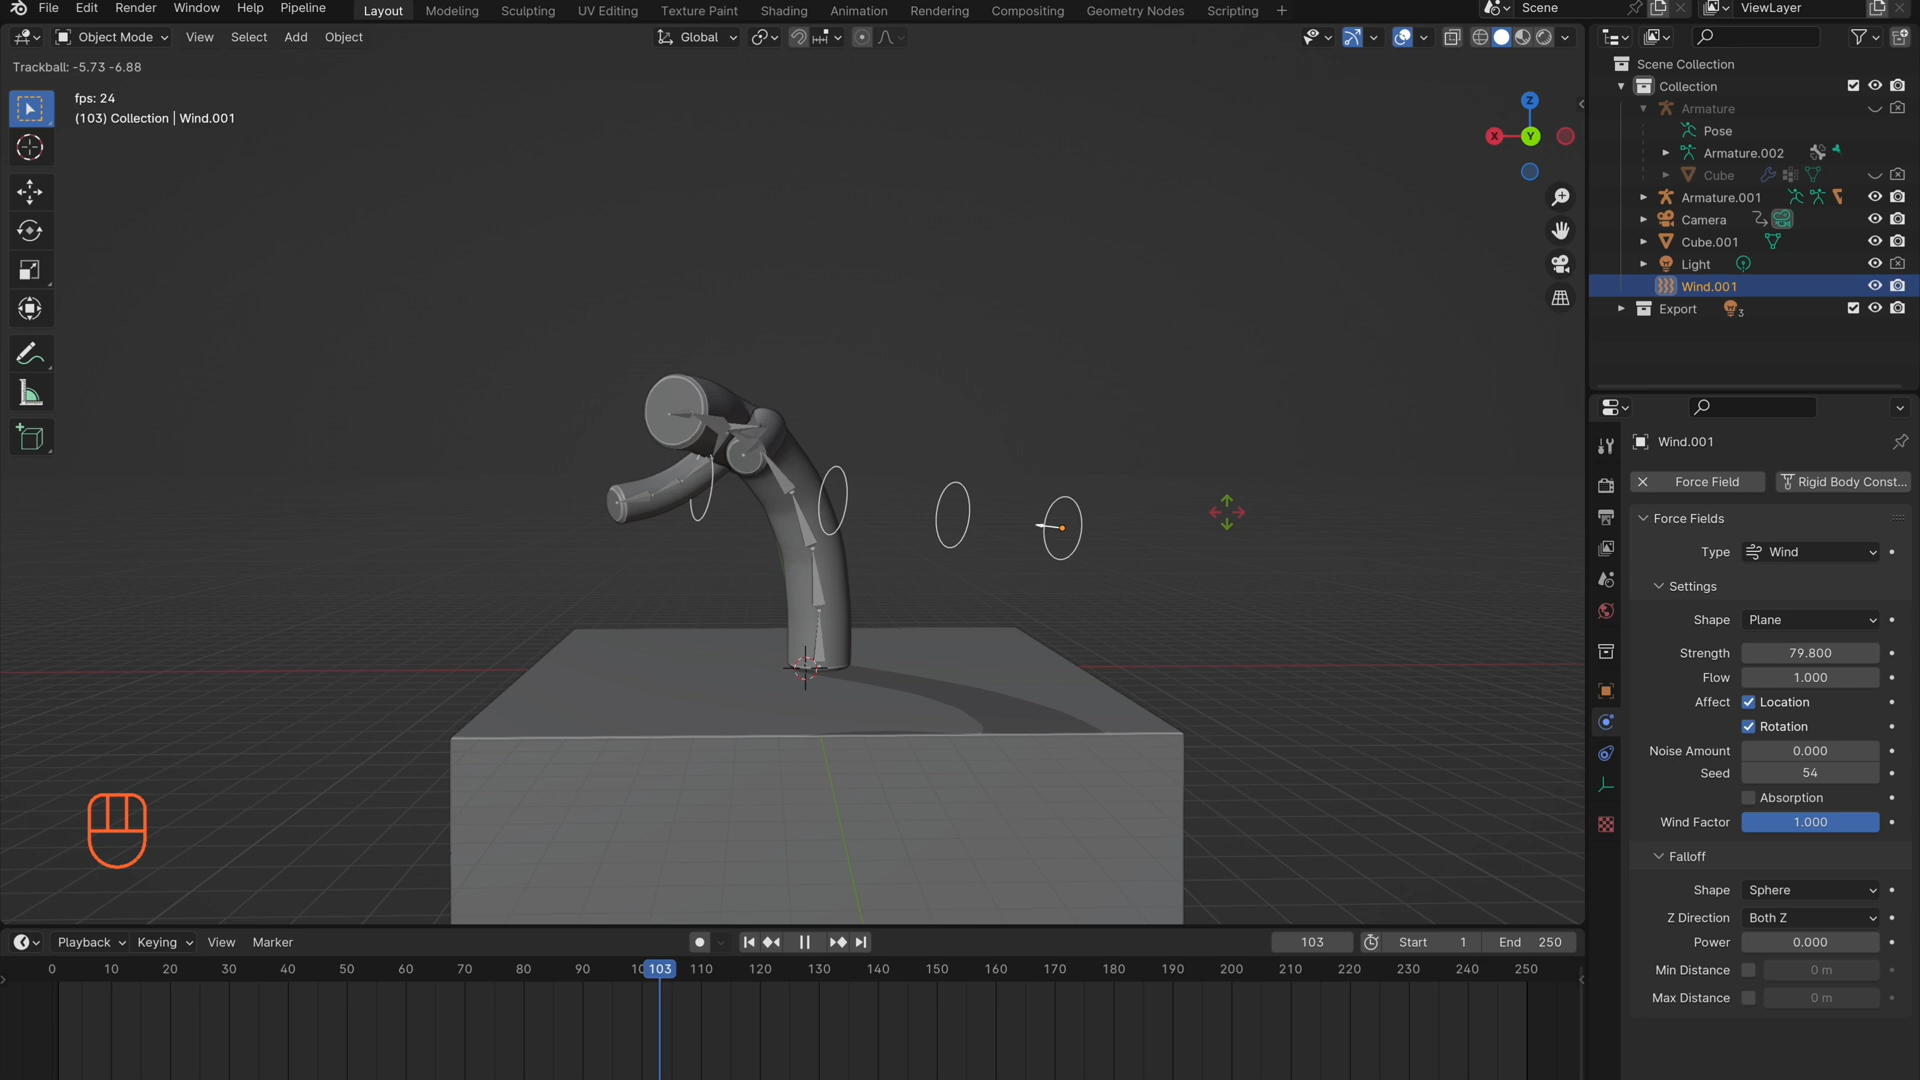 File Edit Render Window Help Pipeline Layout Modeling Sculpting UV Editing Texture Paint Shading Animation Rendering Compositing Geometry Nodes Scripting + Scene ViewLayer
Object Mode View Select Add Object Global
Trackball: -5.73 -6.88
fps: 24
(103) Collection | Wind.001
Z
X
Y
Scene Collection
Collection
Armature
Pose
Armature.002
Cube
Armature.001
Camera
Cube.001
Light
Wind.001
Export 3
Wind.001
Force Field Rigid Body Const...
Force Fields
Type Wind
Settings
Shape Plane
Strength 79.800
Flow 1.000
Affect Location
Rotation
Noise Amount 0.000
Seed 54
Absorption
Wind Factor 1.000
Falloff
Shape Sphere
Z Direction Both Z
Power 0.000
Min Distance 0 m
Max Distance 0 m
Playback Keying View Marker 103 Start 1 End 250
0 10 20 30 40 50 60 70 80 90 103 110 120 130 140 150 160 170 180 190 200 210 220 230 240 250